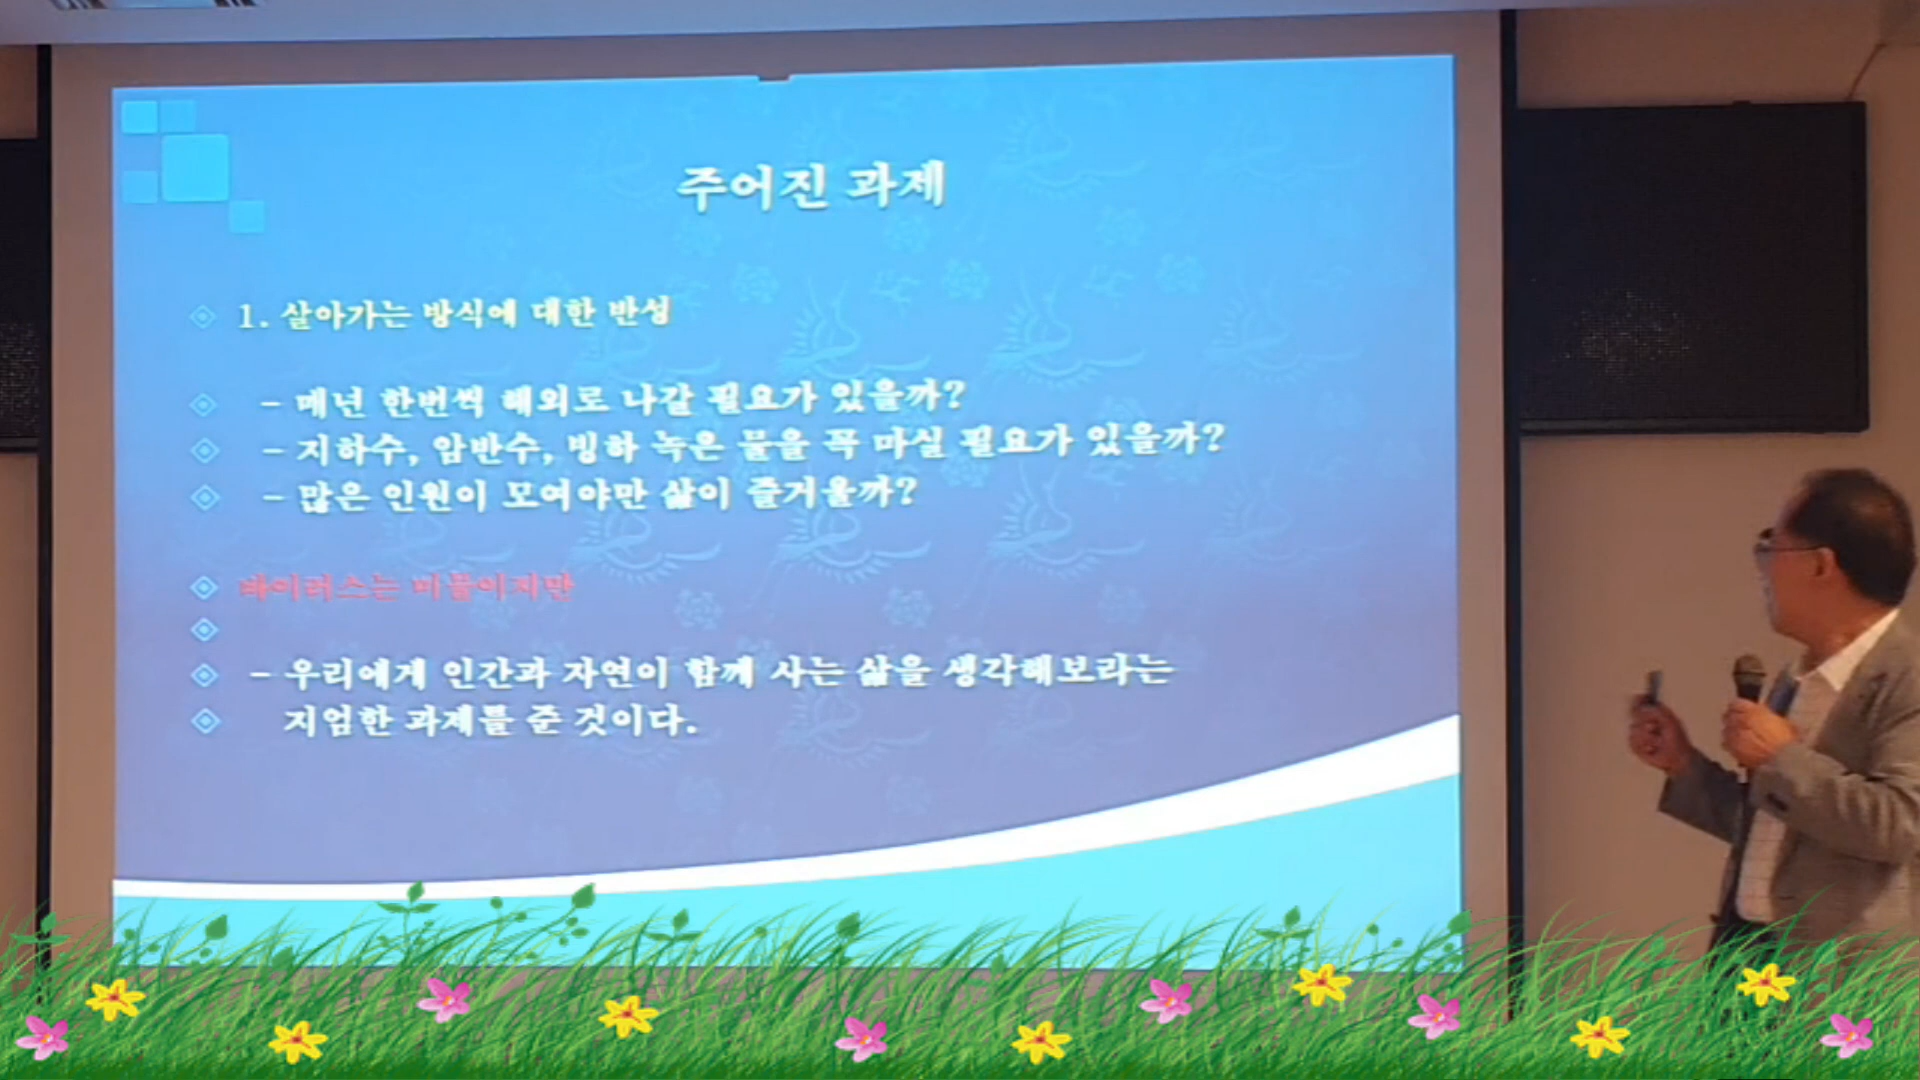 주어진 과제
1. 살아가는 방식에 대한 반성
- 매년 한번씩 해외로 나갈 필요가 있을까?
- 지하수, 암반수, 빙하 녹은 물을 꼭 마실 필요가 있을까?
- 많은 인원이 모여야만 삶이 즐거울까?
바이러스는 미물이지만
- 우리에게 인간과 자연이 함께 사는 삶을 생각해보라는
지엄한 과제를 준 것이다.